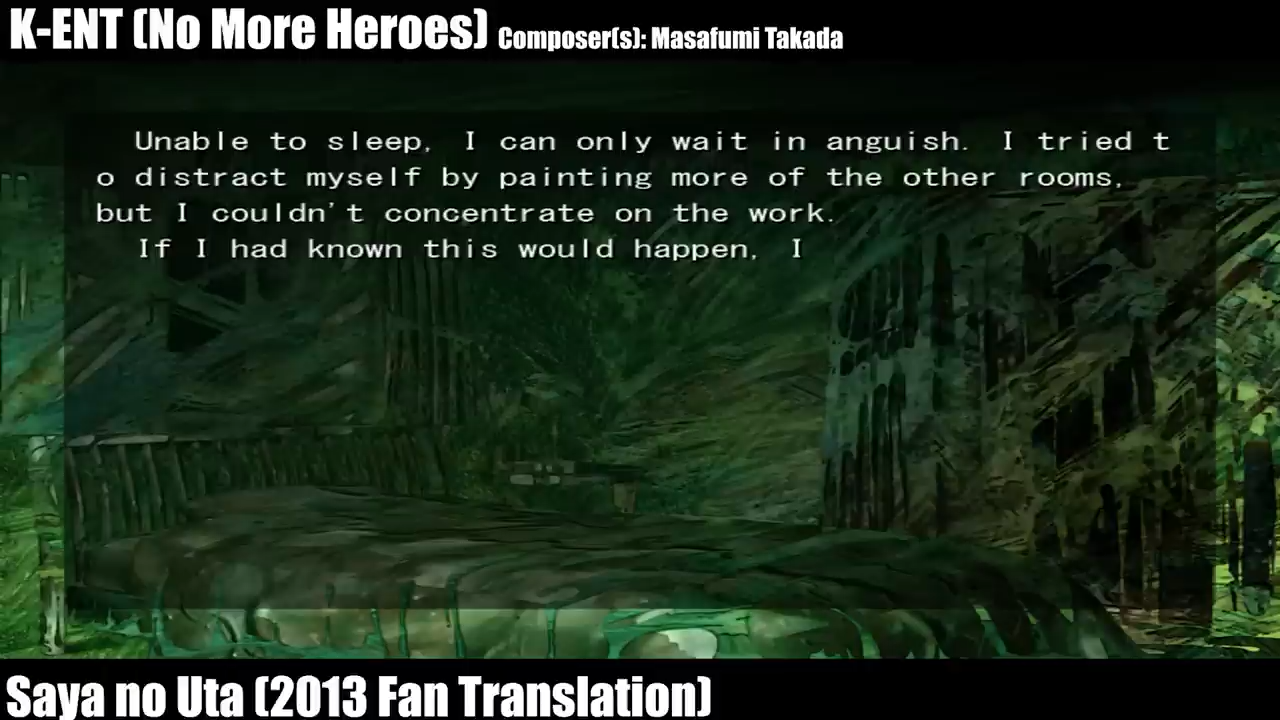 K-ENT (No More Heroes) Composer(s): Masafumi Takada
Unable to sleep, I can only wait in anguish. I tried t
o distract myself by painting more of the other rooms,
but I couldn't concentrate on the work.
If I had known this would happen, I
Saya no Uta (2013 Fan Translation)